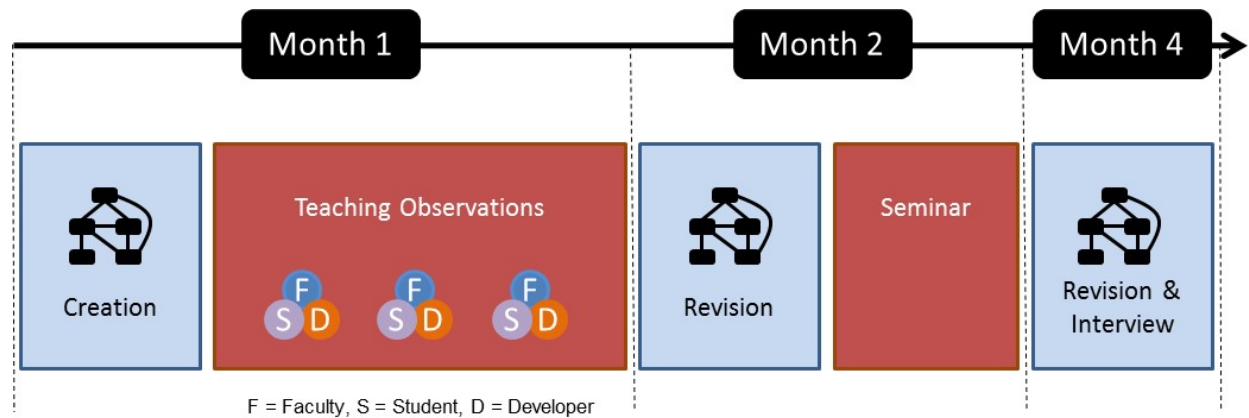 Month 1
Month 2
Month 4
Creation
Teaching Observations
F
S D
F
S D
F
S D
Revision
Seminar
Revision &
Interview
F = Faculty, S = Student, D = Developer